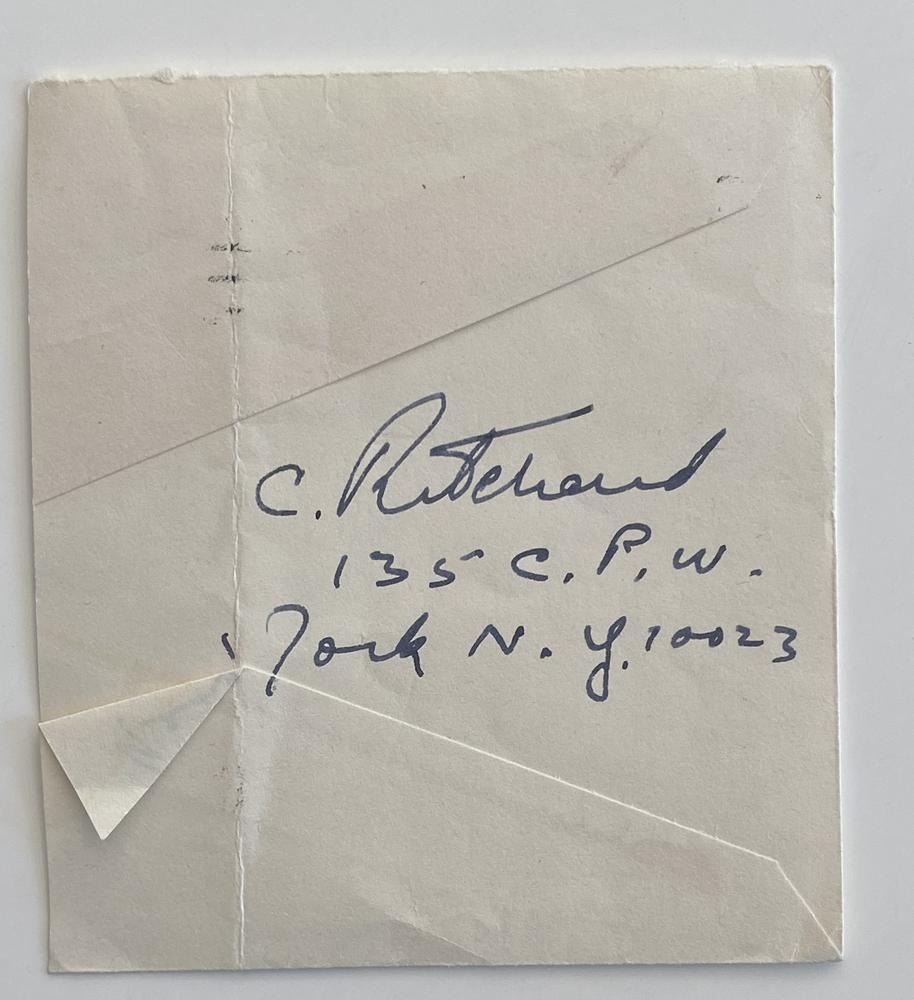 C. Ritchard
135 C. P. W.
York N. Y. 10023